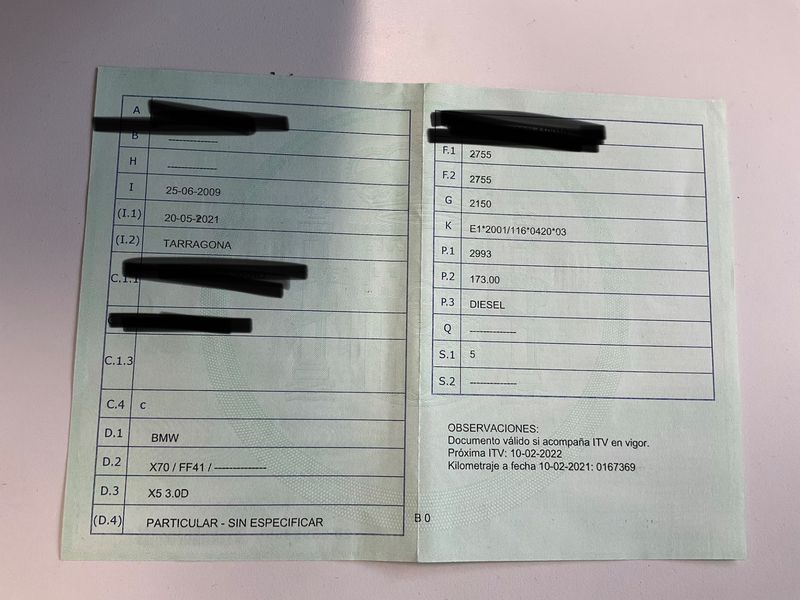 A
B -------------
H -------------
I 25-06-2009
(I.1) 20-05-2021
(I.2) TARRAGONA
C.1.1
C.1.3
C.4 c
D.1 BMW
D.2 X70 / FF41 / -------------
D.3 X5 3.0D
(D.4) PARTICULAR - SIN ESPECIFICAR
F.1 2755
F.2 2755
G 2150
K E1*2001/116*0420*03
P.1 2993
P.2 173.00
P.3 DIESEL
Q -------------
S.1 5
S.2 -------------
OBSERVACIONES:
Documento válido si acompaña ITV en vigor.
Próxima ITV: 10-02-2022
Kilometraje a fecha 10-02-2021: 0167369
B 0